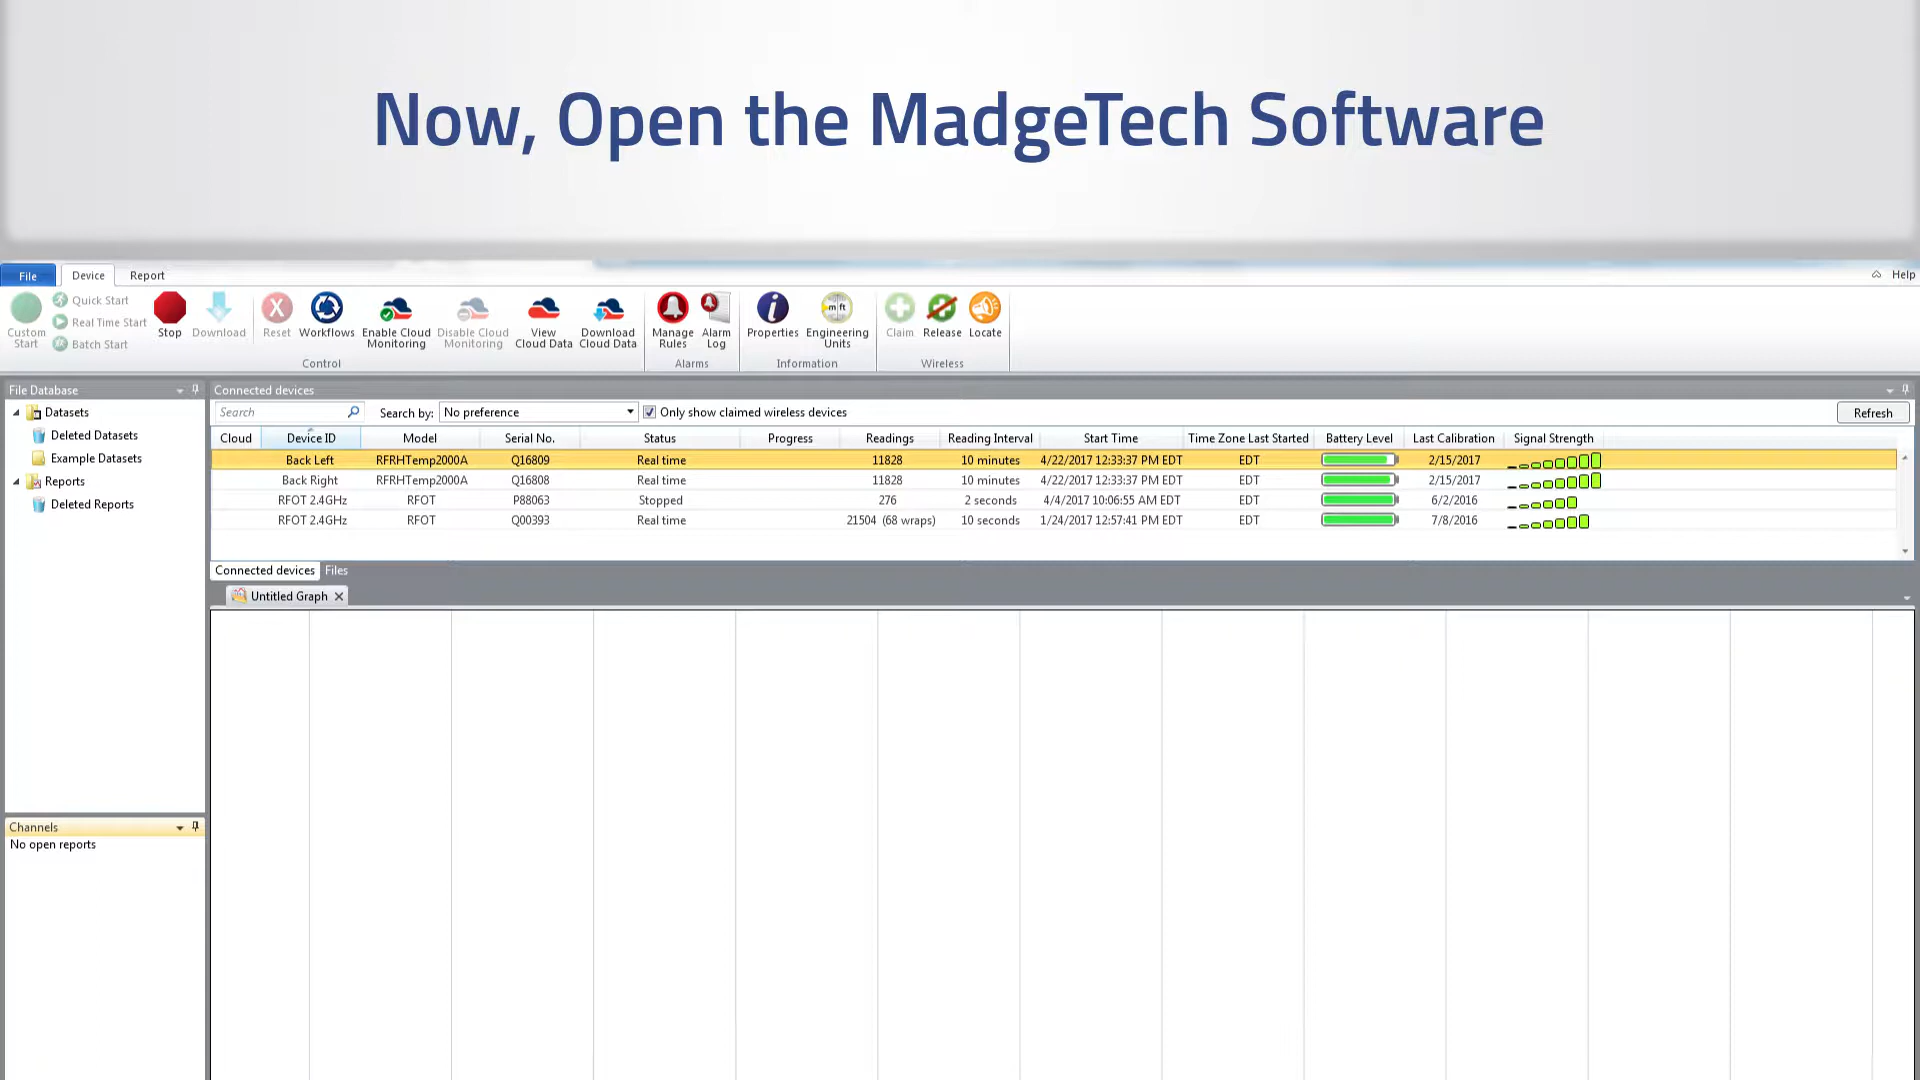 Now, Open the MadgeTech Software
File Device Report Help
Custom Start
Quick Start
Real Time Start
Batch Start
Stop
Download
Reset
Workflows
Enable Cloud Monitoring
Disable Cloud Monitoring
View Cloud Data
Download Cloud Data
Control
Manage Rules
Alarm Log
Alarms
Properties
Engineering Units
Information
Claim
Release
Locate
Wireless
File Database
Datasets
Deleted Datasets
Example Datasets
Reports
Deleted Reports
Connected devices
Search Search by: No preference Only show claimed wireless devices Refresh
Cloud Device ID Model Serial No. Status Progress Readings Reading Interval Start Time Time Zone Last Started Battery Level Last Calibration Signal Strength
Back Left RFRHTemp2000A Q16809 Real time 11828 10 minutes 4/22/2017 12:33:37 PM EDT EDT 2/15/2017
Back Right RFRHTemp2000A Q16808 Real time 11828 10 minutes 4/22/2017 12:33:37 PM EDT EDT 2/15/2017
RFOT 2.4GHz RFOT P88063 Stopped 276 2 seconds 4/4/2017 10:06:55 AM EDT EDT 6/2/2016
RFOT 2.4GHz RFOT Q00393 Real time 21504 (68 wraps) 10 seconds 1/24/2017 12:57:41 PM EDT EDT 7/8/2016
Connected devices Files
Untitled Graph
Channels
No open reports